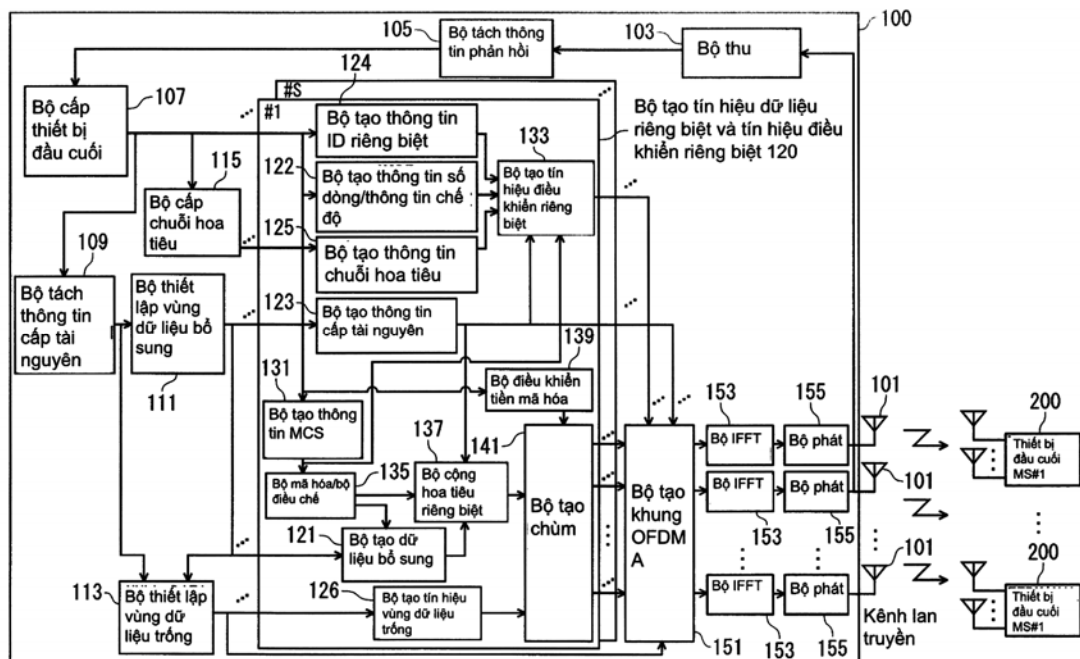 100
105
Bộ tách thông
tin phản hồi
103
Bộ thu
107
Bộ cấp
thiết bị
đầu cuối
#S
#1
124
Bộ tạo thông tin
ID riêng biệt
Bộ tạo tín hiệu dữ liệu
riêng biệt và tín hiệu điều
khiển riêng biệt 120
133
Bộ tạo tín
hiệu điều
khiển riêng
biệt
122
Bộ tạo thông tin số
dòng/thông tin chế
độ
115
Bộ cấp
chuỗi hoa
tiêu
125
Bộ tạo thông tin
chuỗi hoa tiêu
109
Bộ tách
thông tin
cấp tài
nguyên
Bộ thiết
lập vùng
dữ liệu bổ
sung
111
123
Bộ tạo thông tin
cấp tài nguyên
139
Bộ điều khiển
tiền mã hóa
131
Bộ tạo thông
tin MCS
135
Bộ mã hóa/bộ
điều chế
137
Bộ cộng
hoa tiêu
riêng biệt
141
Bộ tạo
chùm
121
Bộ tạo dữ
liệu bổ sung
113
Bộ thiết lập
vùng dữ
liệu trống
126
Bộ tạo tín hiệu
vùng dữ liệu
trống
Bộ tạo
khung
OFDM
A
151
153
Bộ IFFT
155
Bộ phát
101
Bộ IFFT
153
Bộ phát
155
101
Bộ IFFT
153
Bộ phát
155
101
Kênh lan
truyền
200
Thiết bị
đầu cuối
MS#1
200
Thiết bị
đầu cuối
MS#1